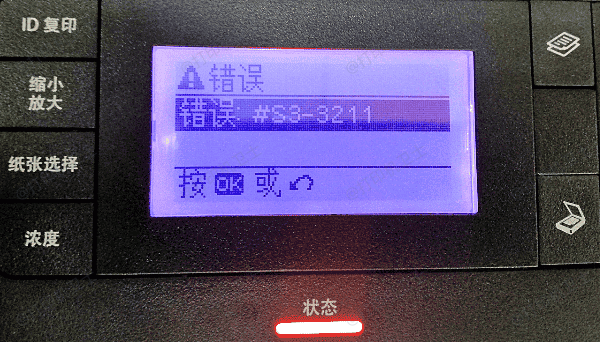 ID 复印
缩小
放大
纸张选择
浓度
错误
错误: #S3-3211
按 OK 或
状态